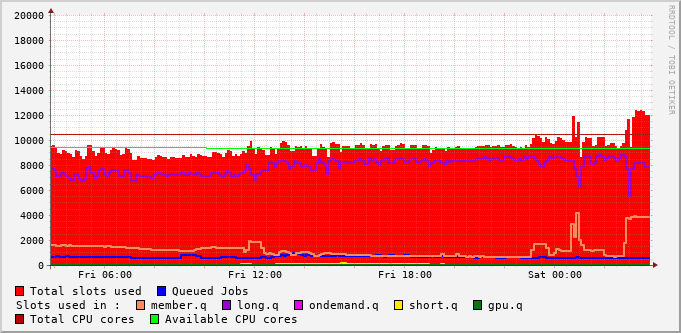 RRDTOOL / TOBI OETIKER
20000
18000
16000
14000
12000
10000
8000
6000
4000
2000
0
Fri 06:00 Fri 12:00 Fri 18:00 Sat 00:00
Total slots used Queued Jobs
Slots used in : member.q long.q ondemand.q short.q gpu.q
Total CPU cores Available CPU cores